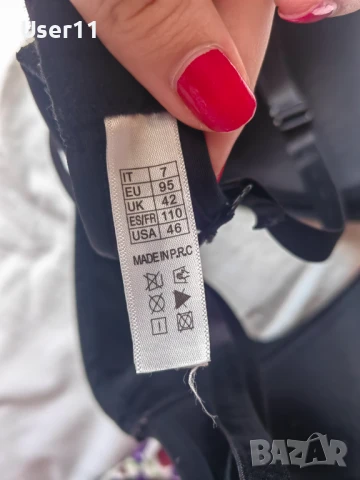 User11
IT 7
EU 95
UK 42
ES/FR 110
USA 46
MADE IN P.R.C
BAZAR